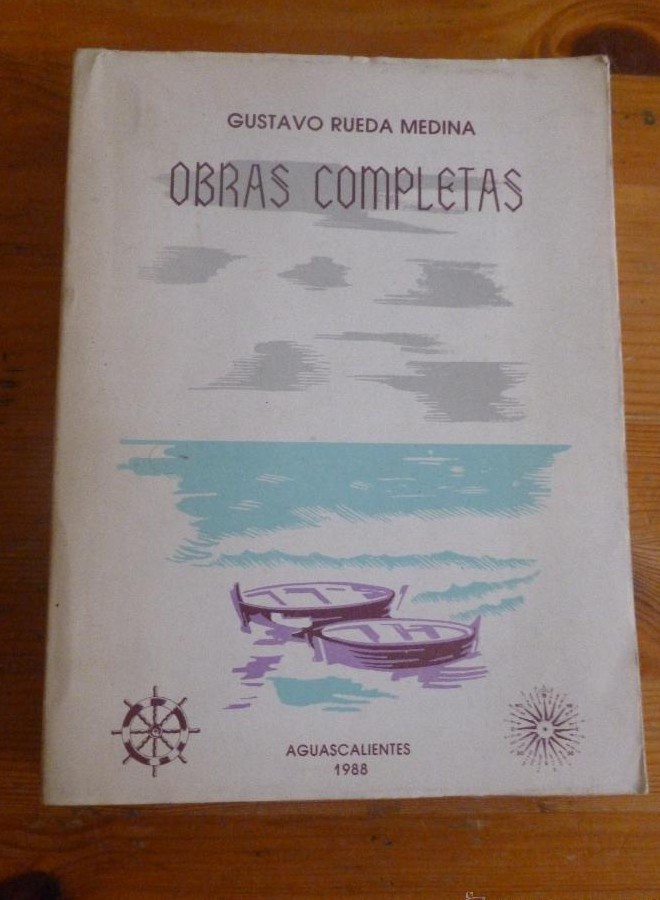 GUSTAVO RUEDA MEDINA
OBRAS COMPLETAS
AGUASCALIENTES
1988